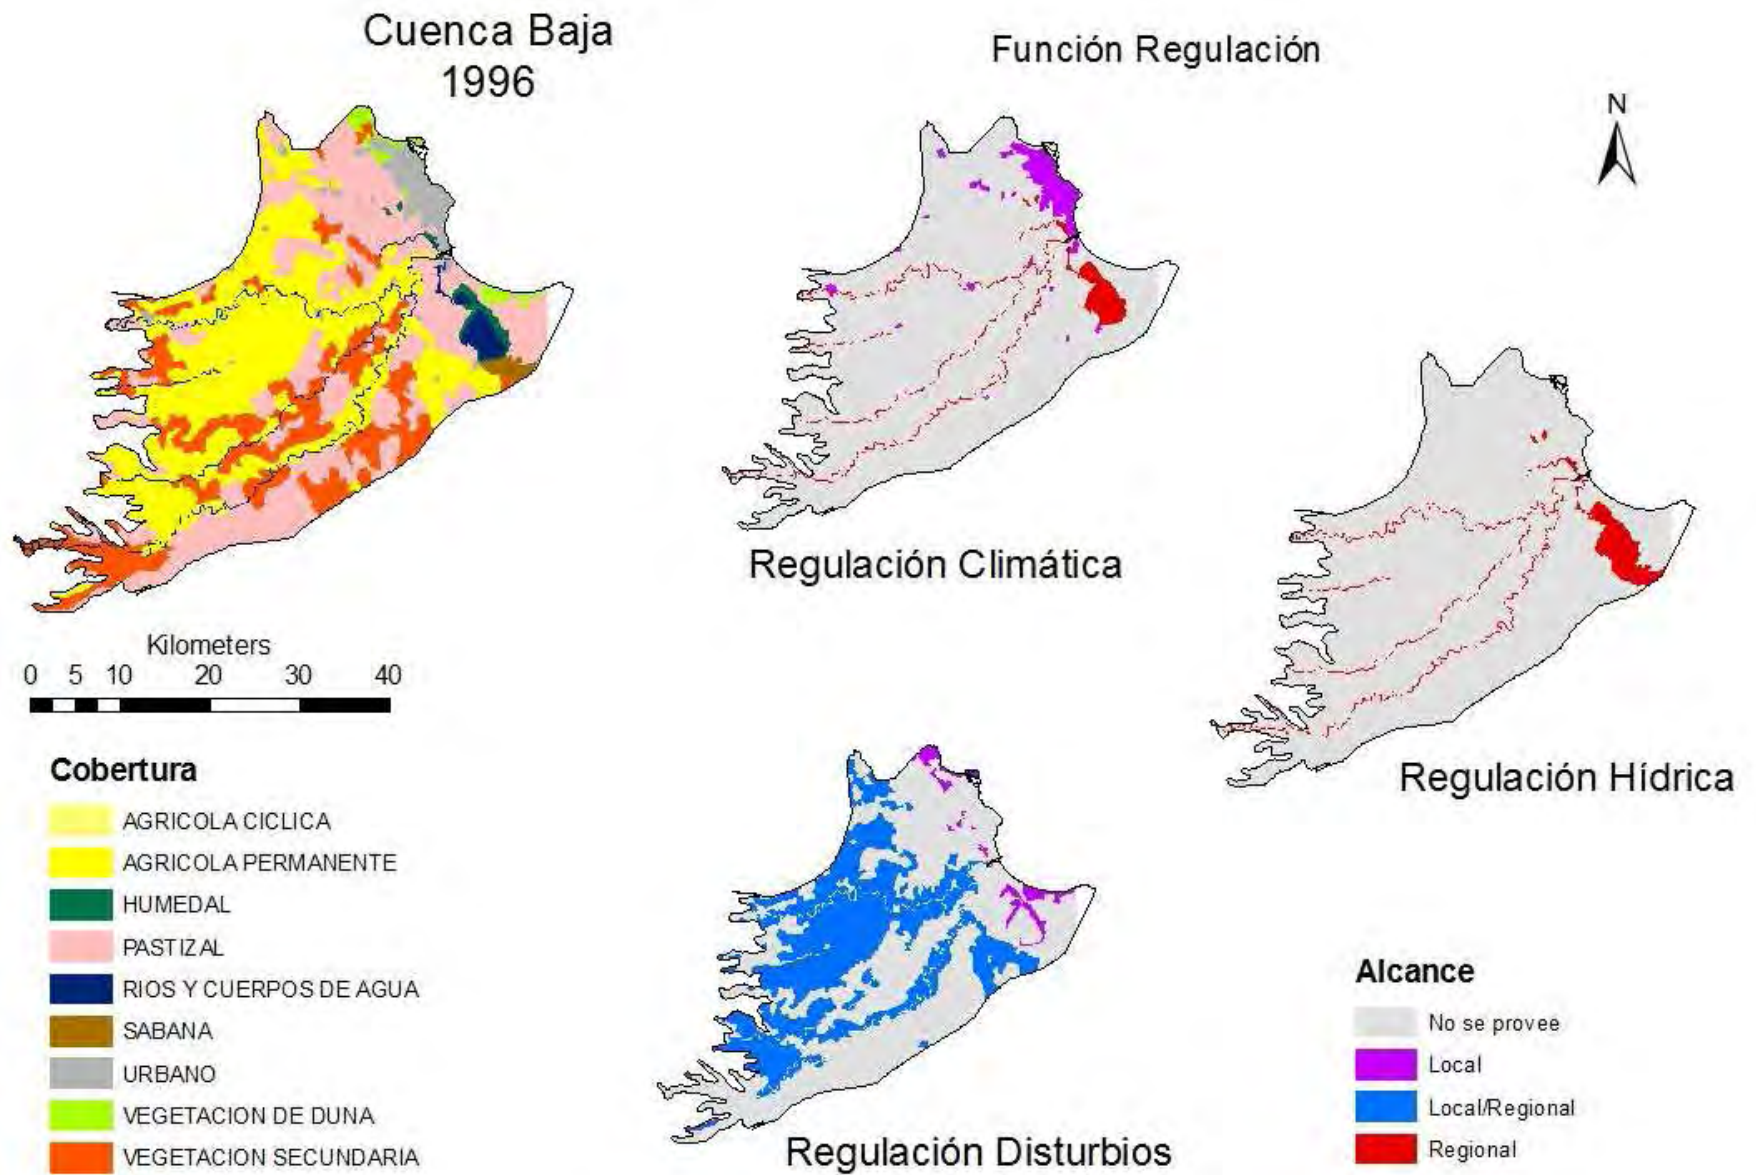 Cuenca Baja
1996
Función Regulación
N
Regulación Climática
Kilometers
0 5 10 20 30 40
Regulación Hídrica
Cobertura
AGRICOLA CICLICA
AGRICOLA PERMANENTE
HUMEDAL
PASTIZAL
RIOS Y CUERPOS DE AGUA
SABANA
URBANO
VEGETACION DE DUNA
VEGETACION SECUNDARIA
Regulación Disturbios
Alcance
No se provee
Local
Local/Regional
Regional